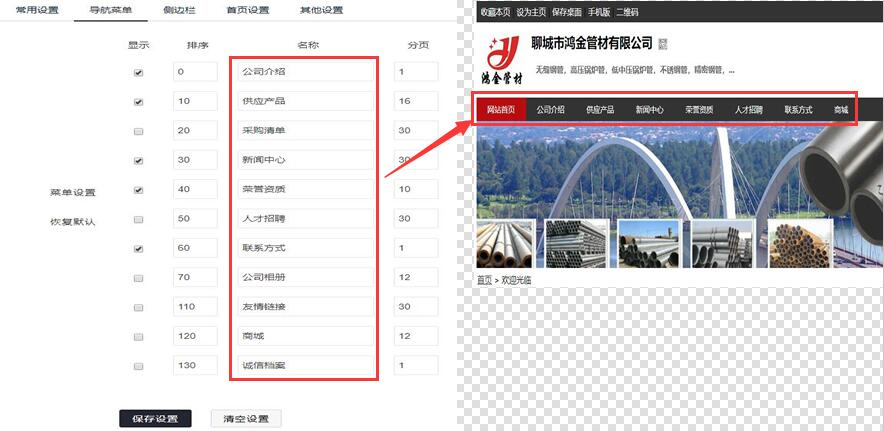 常用设置 导航菜单 侧边栏 首页设置 其他设置
显示 排序 名称 分页
0 公司介绍 1
10 供应产品 16
20 采购清单 30
30 新闻中心 30
菜单设置
40 荣誉资质 10
恢复默认
50 人才招聘 30
60 联系方式 1
70 公司相册 12
110 友情链接 30
120 商城 12
130 诚信档案 1
保存设置 清空设置
收藏本页 设为主页 保存桌面 手机版 二维码
聊城市鸿金管材有限公司
鸿金管材
无缝钢管，高压锅炉管，低中压锅炉管，不锈钢管，精密钢管，...
网站首页 公司介绍 供应产品 新闻中心 荣誉资质 人才招聘 联系方式 商城
首页 > 欢迎光临